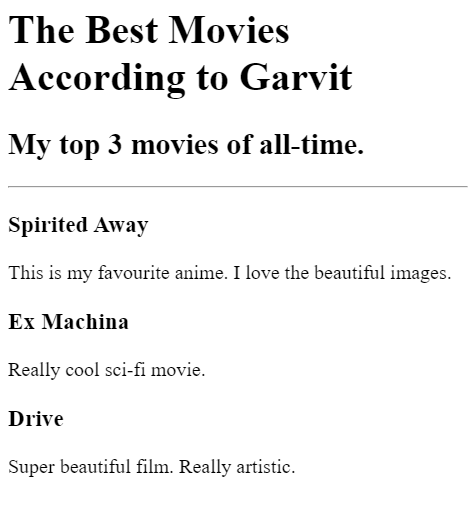 The Best Movies
According to Garvit
My top 3 movies of all-time.
Spirited Away
This is my favourite anime. I love the beautiful images.
Ex Machina
Really cool sci-fi movie.
Drive
Super beautiful film. Really artistic.